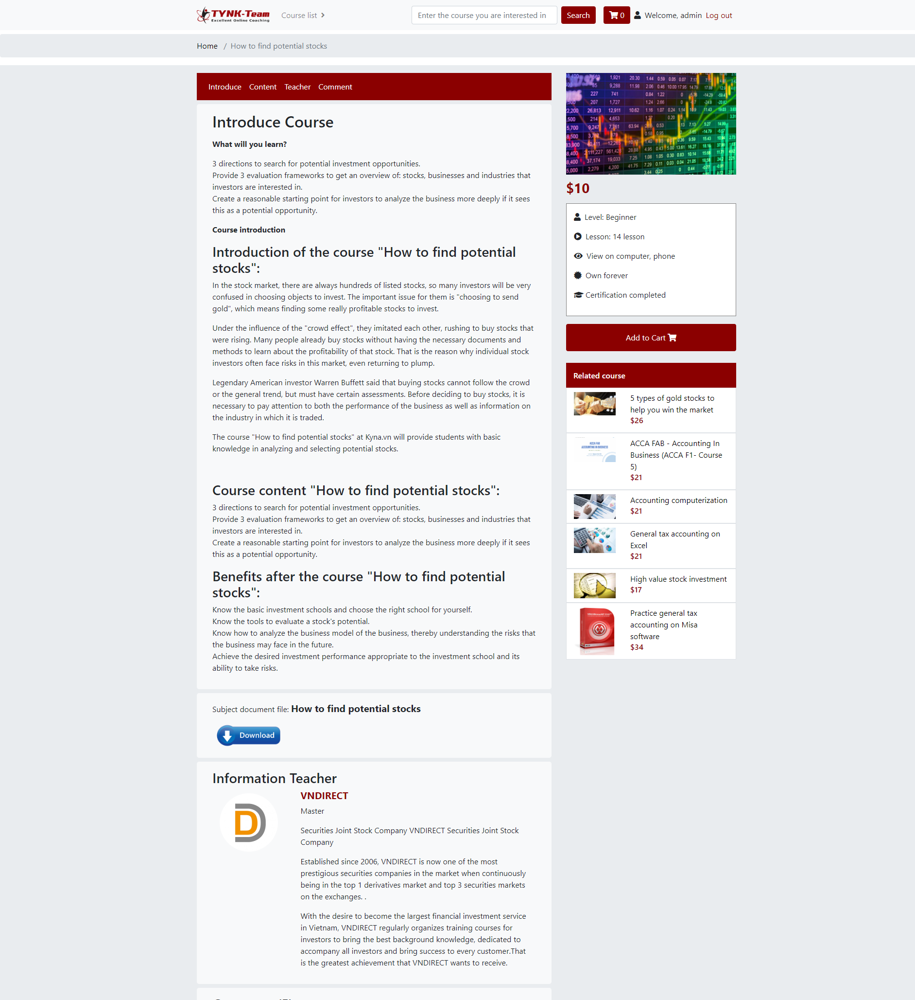 TYNK-Team
Excellent Online Coaching
Course list
Enter the course you are interested in
Search
0
Welcome, admin
Log out
Home / How to find potential stocks
Introduce Content Teacher Comment
Introduce Course
What will you learn?
3 directions to search for potential investment opportunities.
Provide 3 evaluation frameworks to get an overview of: stocks, businesses and industries that
investors are interested in.
Create a reasonable starting point for investors to analyze the business more deeply if it sees
this as a potential opportunity.
Course introduction
Introduction of the course "How to find potential
stocks":
In the stock market, there are always hundreds of listed stocks, so many investors will be very
confused in choosing objects to invest. The important issue for them is "choosing to send
gold", which means finding some really profitable stocks to invest.
Under the influence of the "crowd effect", they imitated each other, rushing to buy stocks that
were rising. Many people already buy stocks without having the necessary documents and
methods to learn about the profitability of that stock. That is the reason why individual stock
investors often face risks in this market, even returning to plump.
Legendary American investor Warren Buffett said that buying stocks cannot follow the crowd
or the general trend, but must have certain assessments. Before deciding to buy stocks, it is
necessary to pay attention to both the performance of the business as well as information on
the industry in which it is traded.
The course "How to find potential stocks" at Kyna.vn will provide students with basic
knowledge in analyzing and selecting potential stocks.
Course content "How to find potential stocks":
3 directions to search for potential investment opportunities.
Provide 3 evaluation frameworks to get an overview of: stocks, businesses and industries that
investors are interested in.
Create a reasonable starting point for investors to analyze the business more deeply if it sees
this as a potential opportunity.
Benefits after the course "How to find potential
stocks":
Know the basic investment schools and choose the right school for yourself.
Know the tools to evaluate a stock's potential.
Know how to analyze the business model of the business, thereby understanding the risks that
the business may face in the future.
Achieve the desired investment performance appropriate to the investment school and its
ability to take risks.
Subject document file: How to find potential stocks
Download
Information Teacher
VNDIRECT
Master
Securities Joint Stock Company VNDIRECT Securities Joint Stock
Company
Established since 2006, VNDIRECT is now one of the most
prestigious securities companies in the market when continuously
being in the top 1 derivatives market and top 3 securities markets
on the exchanges. .
With the desire to become the largest financial investment service
in Vietnam, VNDIRECT regularly organizes training courses for
investors to bring the best background knowledge, dedicated to
accompany all investors and bring success to every customer.That
is the greatest achievement that VNDIRECT wants to receive.
$10
Level: Beginner
Lesson: 14 lesson
View on computer, phone
Own forever
Certification completed
Add to Cart
Related course
5 types of gold stocks to
help you win the market
$26
ACCA FAB
ACCOUNTING IN BUSINESS
ACCA FAB - Accounting In
Business (ACCA F1- Course
5)
$21
Accounting computerization
$21
General tax accounting on
Excel
$21
High value stock investment
$17
Practice general tax
accounting on Misa
software
$34